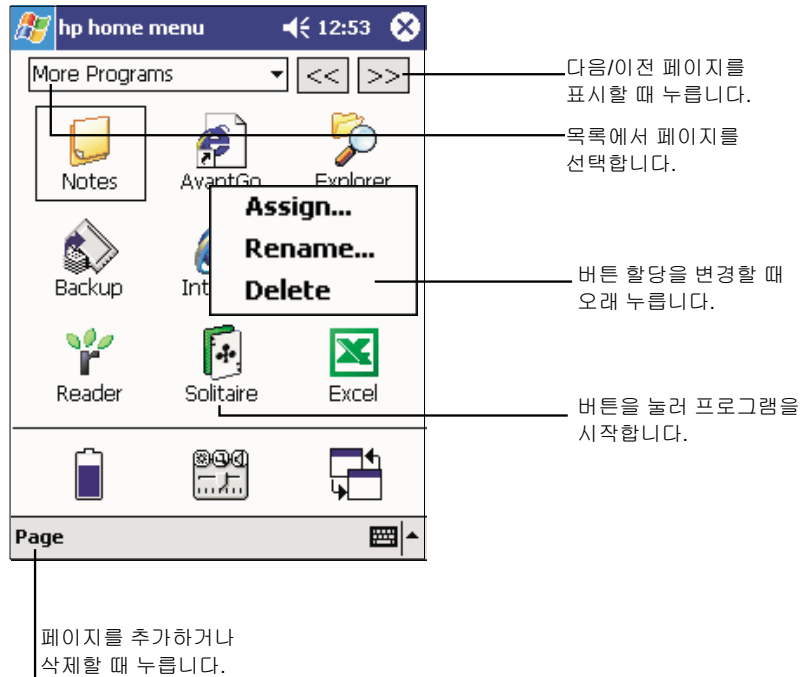 hp home menu 12:53
More Programs << >>
다음/이전 페이지를
표시할 때 누릅니다.
목록에서 페이지를
선택합니다.
Notes AvantGo Explorer
Assign...
Rename...
Delete
버튼 할당을 변경할 때
오래 누릅니다.
Backup Int
Reader Solitaire Excel
버튼을 눌러 프로그램을
시작합니다.
Page
페이지를 추가하거나
삭제할 때 누릅니다.